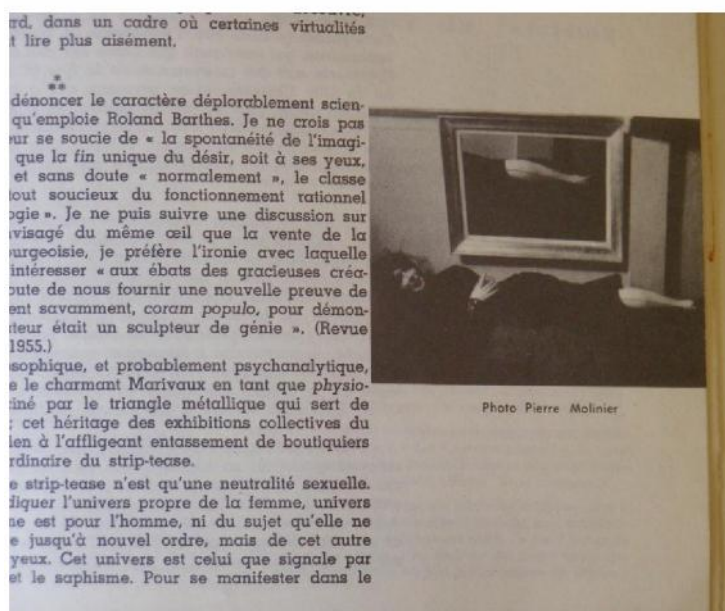 ard, dans un cadre où certaines virtualités
t lire plus aisément.
dénoncer le caractère déplorablement scien-
qu'emploie Roland Barthes. Je ne crois pas
eur se soucie de « la spontanéité de l'imagi-
que la fin unique du désir, soit à ses yeux,
et sans doute « normalement », le classe
tout soucieux du fonctionnement rationnel
ogie ». Je ne puis suivre une discussion sur
visagé du même œil que la vente de la
ourgeoisie, je préfère l'ironie avec laquelle
intéresser « aux ébats des gracieuses créa-
oute de nous fournir une nouvelle preuve de
ent savamment, coram populo, pour démon-
ateur était un sculpteur de génie ». (Revue
1955.)
sophique, et probablement psychanalytique,
e le charmant Marivaux en tant que physio-
ciné par le triangle métallique qui sert de
; cet héritage des exhibitions collectives du
ien à l'affligeant entassement de boutiquiers
rdinaire du strip-tease.
e strip-tease n'est qu'une neutralité sexuelle.
diquer l'univers propre de la femme, univers
ne est pour l'homme, ni du sujet qu'elle ne
e jusqu'à nouvel ordre, mais de cet autre
yeux. Cet univers est celui que signale par
et le saphisme. Pour se manifester dans le
Photo Pierre Molinier